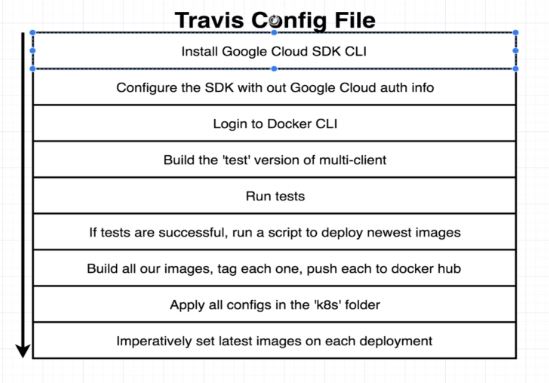 Travis Config File
Install Google Cloud SDK CLI
Configure the SDK with out Google Cloud auth info
Login to Docker CLI
Build the 'test' version of multi-client
Run tests
If tests are successful, run a script to deploy newest images
Build all our images, tag each one, push each to docker hub
Apply all configs in the 'k8s' folder
Imperatively set latest images on each deployment